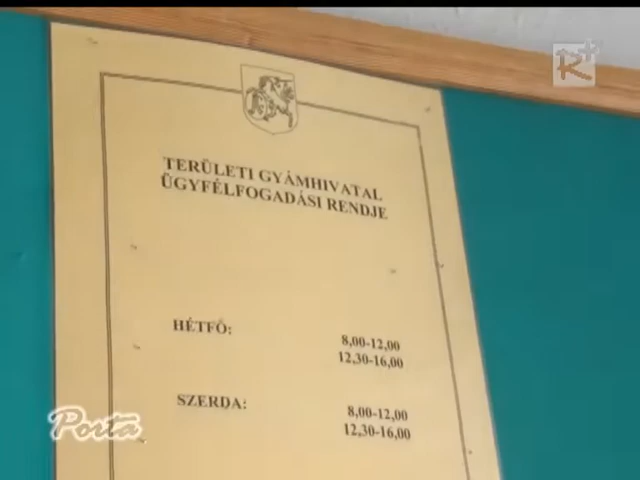 R+
TERÜLETI GYÁMHIVATAL
ÜGYFÉLFOGADÁSI RENDJE
HÉTFŐ:
8,00-12,00
12,30-16,00
SZERDA:
8,00-12,00
12,30-16,00
Porta